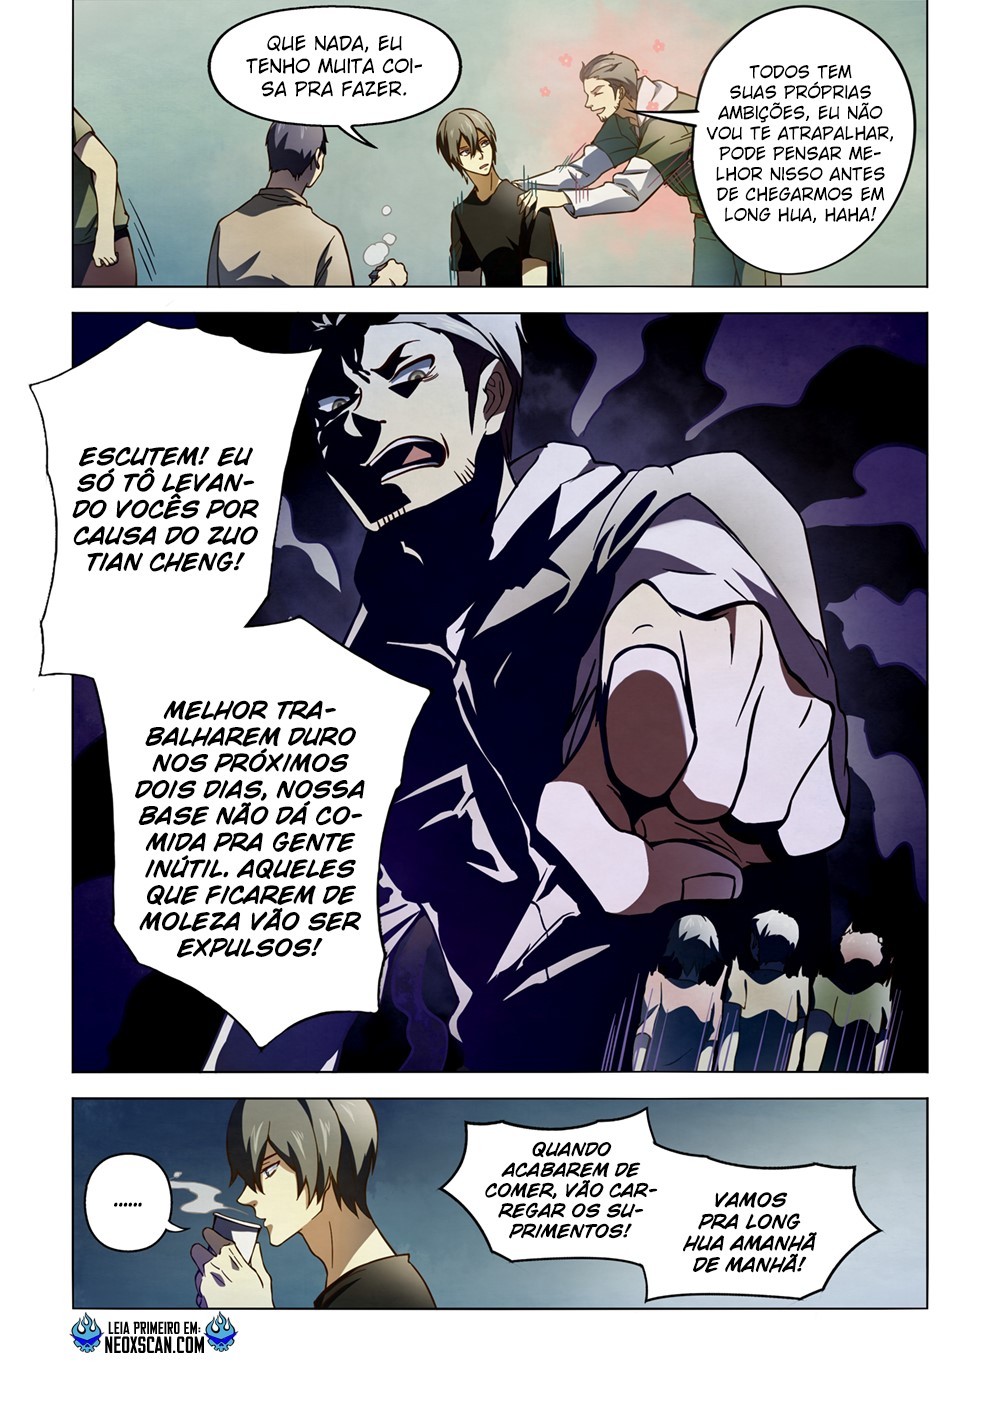 QUE NADA, EU
TENHO MUITA COI-
SA PRA FAZER.
TODOS TEM
SUAS PRÓPRIAS
AMBIÇÕES, EU NÃO
VOU TE ATRAPALHAR,
PODE PENSAR ME-
LHOR NISSO ANTES
DE CHEGARMOS EM
LONG HUA, HAHA!
ESCUTEM! EU
SÓ TÔ LEVAN-
DO VOCÊS POR
CAUSA DO ZUO
TIAN CHENG!
MELHOR TRA-
BALHAREM DURO
NOS PRÓXIMOS
DOIS DIAS, NOSSA
BASE NÃO DÁ CO-
MIDA PRA GENTE
INÚTIL. AQUELES
QUE FICAREM DE
MOLEZA VÃO SER
EXPULSOS!
......
QUANDO
ACABAREM DE
COMER, VÃO CAR-
REGAR OS SU-
PRIMENTOS!
VAMOS
PRA LONG
HUA AMANHÃ
DE MANHÃ!
LEIA PRIMEIRO EM:
NEOXSCAN.COM